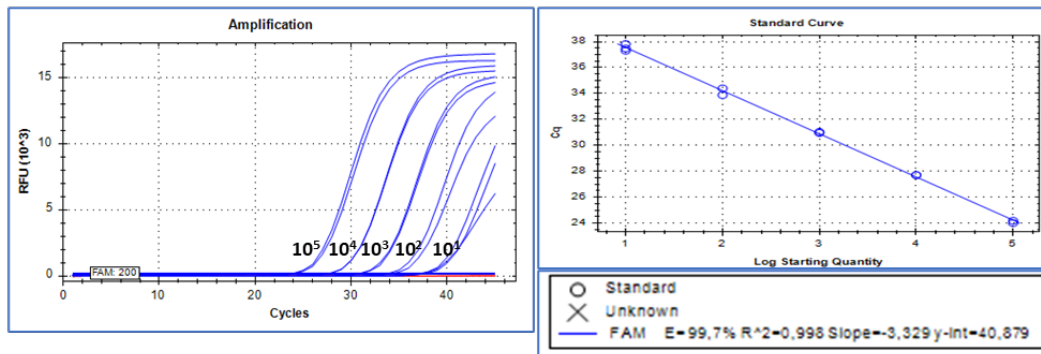 Amplification
RFU (10^3)
15
10
5
0
10⁵ 10⁴ 10³ 10² 10¹
FAM: 200
0 10 20 30 40
Cycles
Standard Curve
Cq
38
36
34
32
30
28
26
24
1 2 3 4 5
Log Starting Quantity
Standard
Unknown
FAM E=99,7% R^2=0,998 Slope=-3,329 y-int=40,879